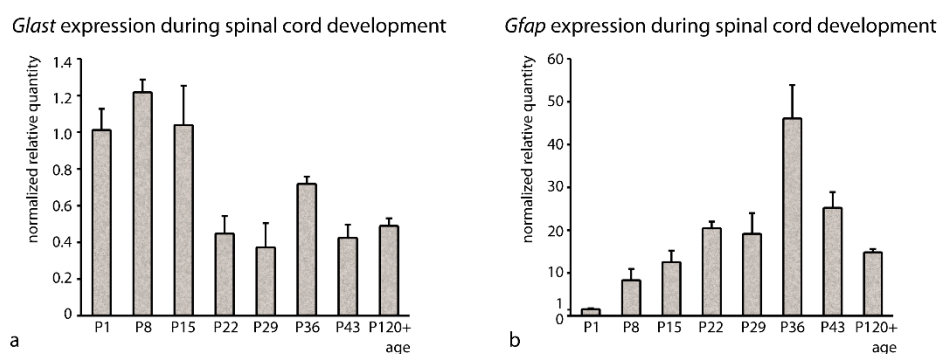 Glast expression during spinal cord development
normalized relative quantity
1.4
1.2
1.0
0.8
0.6
0.4
0.2
0
P1 P8 P15 P22 P29 P36 P43 P120+
age
a
Gfap expression during spinal cord development
normalized relative quantity
60
50
40
30
20
10
1
0
P1 P8 P15 P22 P29 P36 P43 P120+
age
b